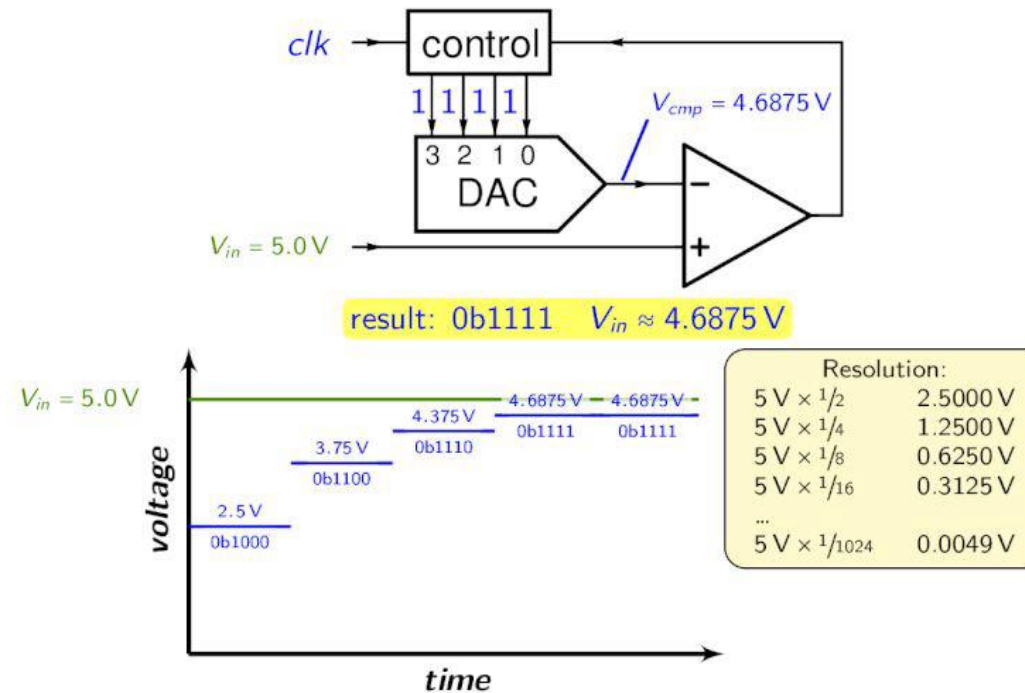 clk
control
1 1 1 1
V_cmp = 4.6875 V
3 2 1 0
DAC
−
V_in = 5.0 V
+
result: 0b1111 V_in ≈ 4.6875 V
V_in = 5.0 V
voltage
2.5 V
0b1000
3.75 V
0b1100
4.375 V
0b1110
4.6875 V
0b1111
4.6875 V
0b1111
time
Resolution:
5 V × 1/2 2.5000 V
5 V × 1/4 1.2500 V
5 V × 1/8 0.6250 V
5 V × 1/16 0.3125 V
...
5 V × 1/1024 0.0049 V